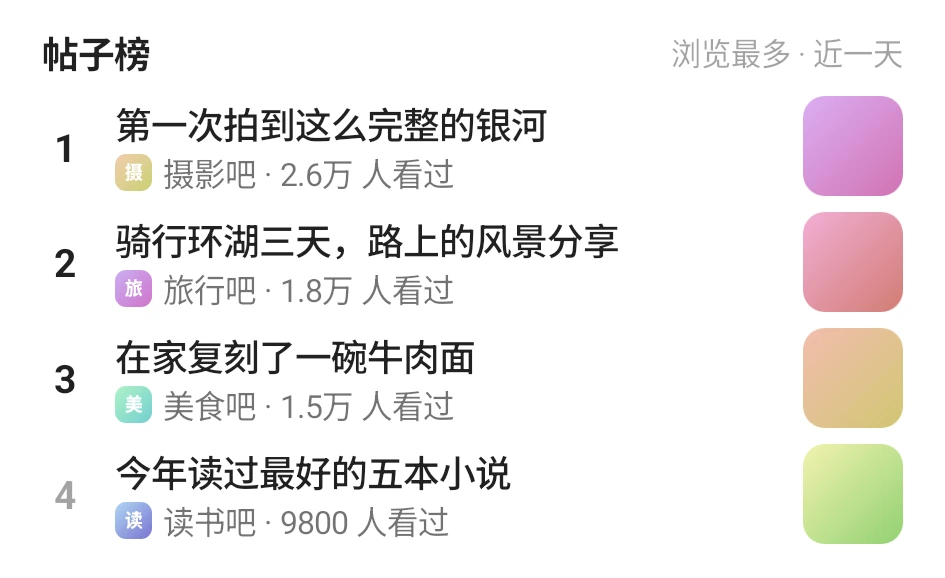 帖子榜
浏览最多 · 近一天
1
第一次拍到这么完整的银河
摄 摄影吧 · 2.6万 人看过
2
骑行环湖三天，路上的风景分享
旅 旅行吧 · 1.8万 人看过
3
在家复刻了一碗牛肉面
美 美食吧 · 1.5万 人看过
4
今年读过最好的五本小说
读 读书吧 · 9800 人看过